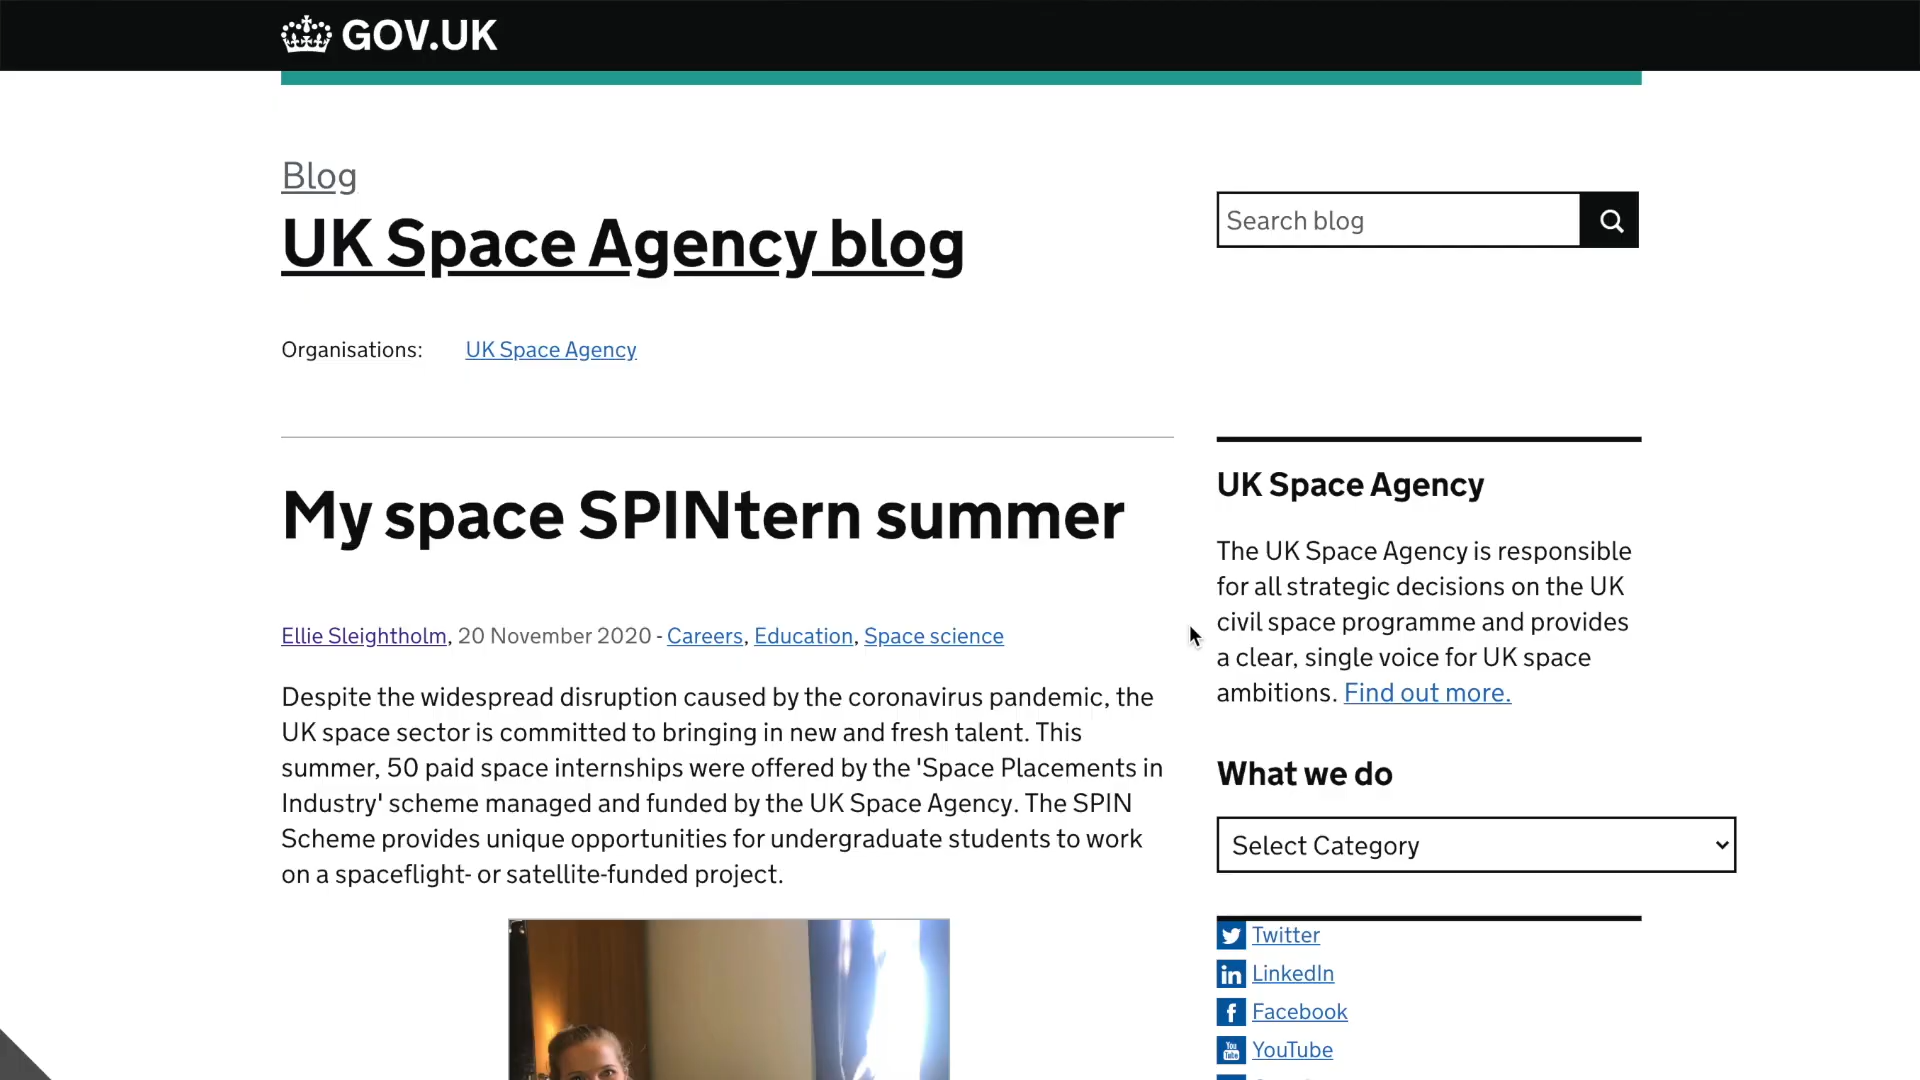 GOV.UK
Blog
UK Space Agency blog
Search blog
Organisations: UK Space Agency
My space SPINtern summer
Ellie Sleightholm, 20 November 2020 - Careers, Education, Space science
Despite the widespread disruption caused by the coronavirus pandemic, the
UK space sector is committed to bringing in new and fresh talent. This
summer, 50 paid space internships were offered by the 'Space Placements in
Industry' scheme managed and funded by the UK Space Agency. The SPIN
Scheme provides unique opportunities for undergraduate students to work
on a spaceflight- or satellite-funded project.
UK Space Agency
The UK Space Agency is responsible
for all strategic decisions on the UK
civil space programme and provides
a clear, single voice for UK space
ambitions. Find out more.
What we do
Select Category
Twitter
LinkedIn
Facebook
YouTube